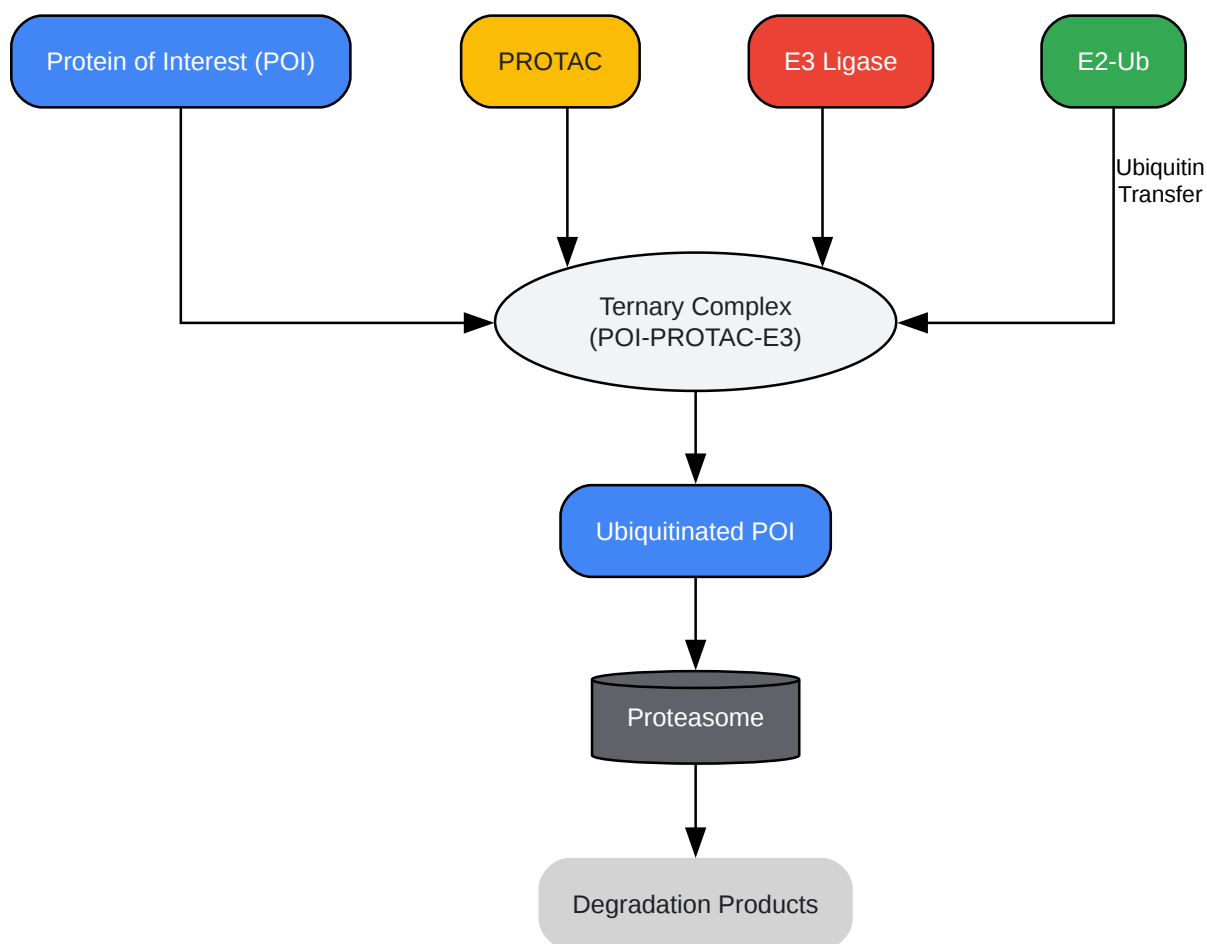 Protein of Interest (POI)
PROTAC
E3 Ligase
E2-Ub
Ubiquitin
Transfer
Ternary Complex
(POI-PROTAC-E3)
Ubiquitinated POI
Proteasome
Degradation Products